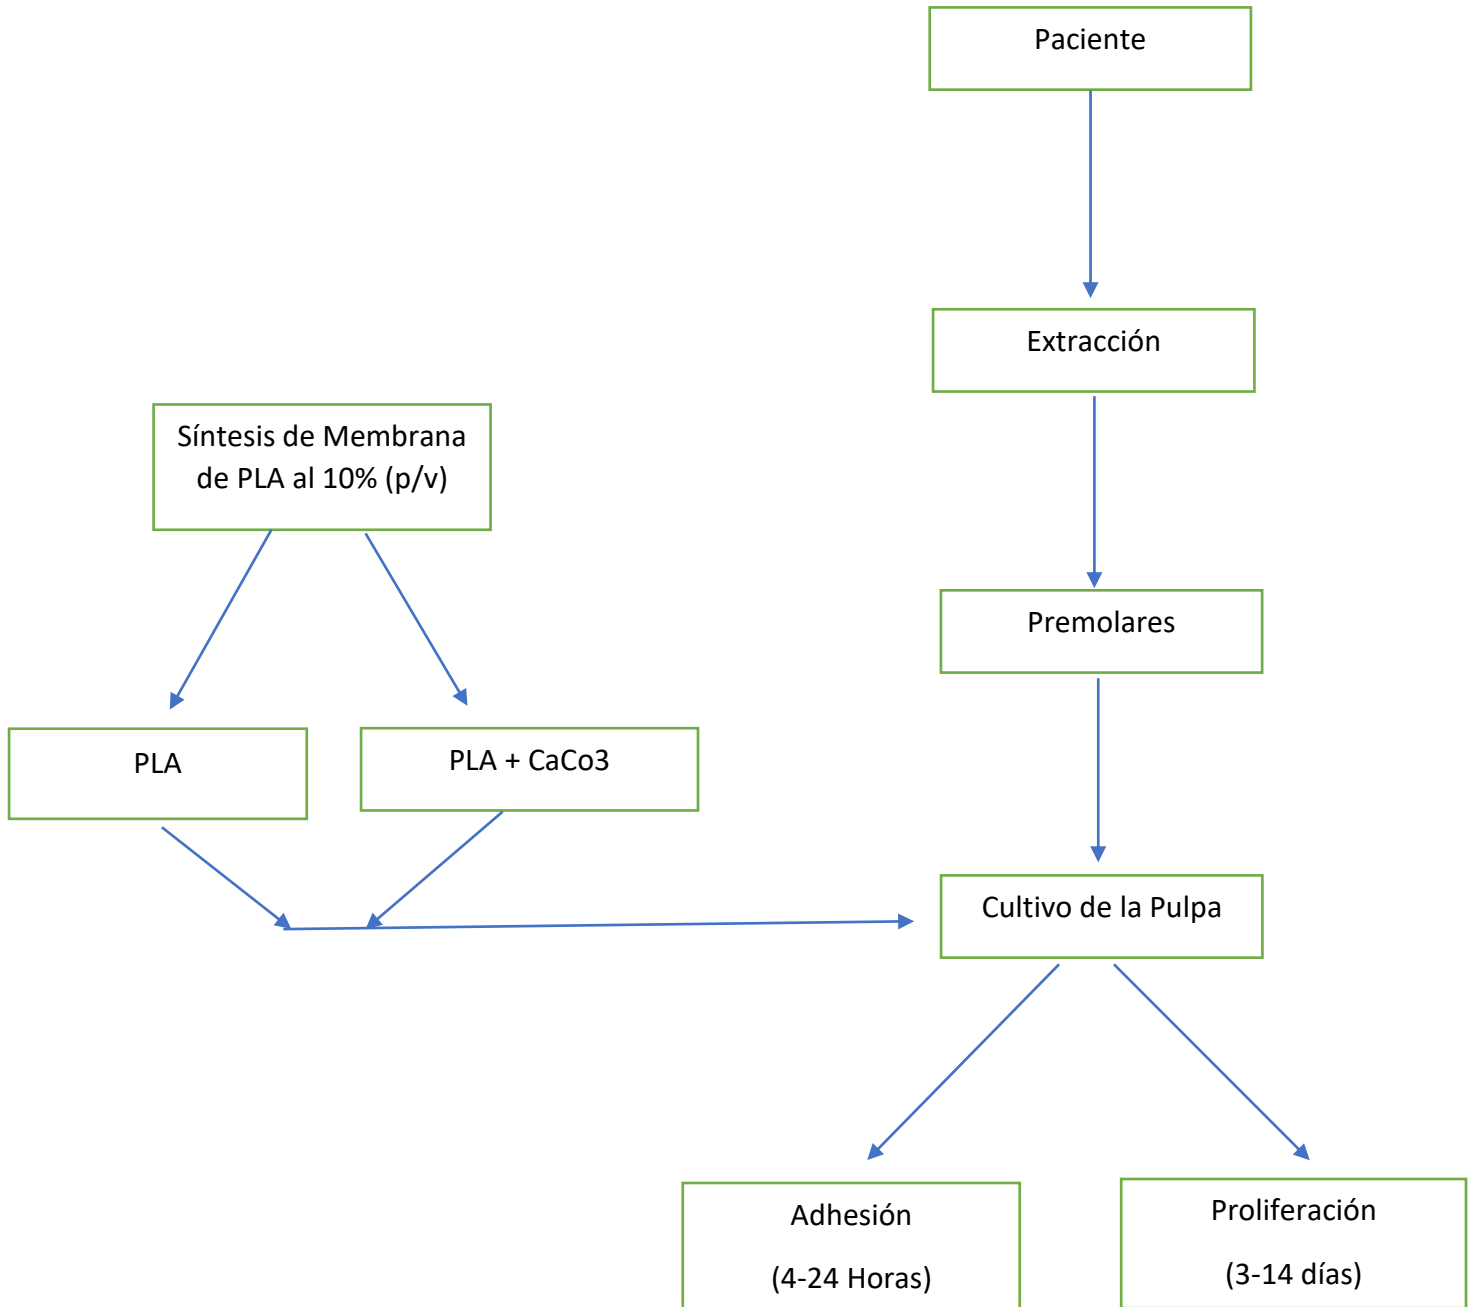 Paciente
Extracción
Síntesis de Membrana
de PLA al 10% (p/v)
Premolares
PLA
PLA + CaCo3
Cultivo de la Pulpa
Adhesión
(4-24 Horas)
Proliferación
(3-14 días)